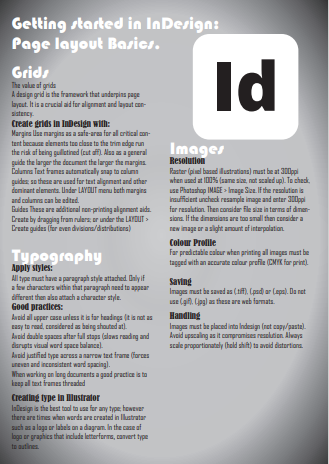 Getting started in InDesign:
Page layout Basics.
Id
Grids
The value of grids
A design grid is the framework that underpins page
layout. It is a crucial aid for alignment and layout con-
sistency.
Create grids in InDesign with:
Margins Use margins as a safe-area for all critical con-
tent because elements too close to the trim edge run
the risk of being guillotined (cut off). Also as a general
guide the larger the document the larger the margins.
Columns Text frames automatically snap to column
guides; so these are used for text alignment and other
dominant elements. Under LAYOUT menu both margins
and columns can be edited.
Guides These are additional non-printing alignment aids.
Create by dragging from rulers; or under the LAYOUT >
Create guides (for even divisions/distributions)
Typography
Apply styles:
All type must have a paragraph style attached. Only if
a few characters within that paragraph need to appear
different then also attach a character style.
Good practices:
Avoid all upper case unless it is for headings (it is not as
easy to read, considered as being shouted at).
Avoid double spaces after full stops (slows reading and
disrupts visual word space balance).
Avoid justified type across a narrow text frame (forces
uneven and inconsistent word spacing).
When working on long documents a good practice is to
keep all text frames threaded
Creating type in Illustrator
InDesign is the best tool to use for any type; however
there are times when words are created in Illustrator
such as a logo or labels on a diagram. In the case of
logo or graphics that include letterforms, convert type
to outlines.
Images
Resolution
Raster (pixel based illustrations) must be at 300ppi
when used at 100% (same size, not scaled up). To check,
use Photoshop IMAGE > Image Size. If the resolution is
insufficient uncheck resample image and enter 300ppi
for resolution. Then consider file size in terms of dimen-
sions. If the dimensions are too small then consider a
new image or a slight amount of interpolation.
Colour Profile
For predictable colour when printing all images must be
tagged with an accurate colour profile (CMYK for print).
Saving
Images must be saved as (.tiff), (.psd) or (.eps). Do not
use (.gif). (.jpg) as these are web formats.
Handling
Images must be placed into Indesign (not copy/paste).
Avoid upscaling as it compromises resolution. Always
scale proportionately (hold shift) to avoid distortions.